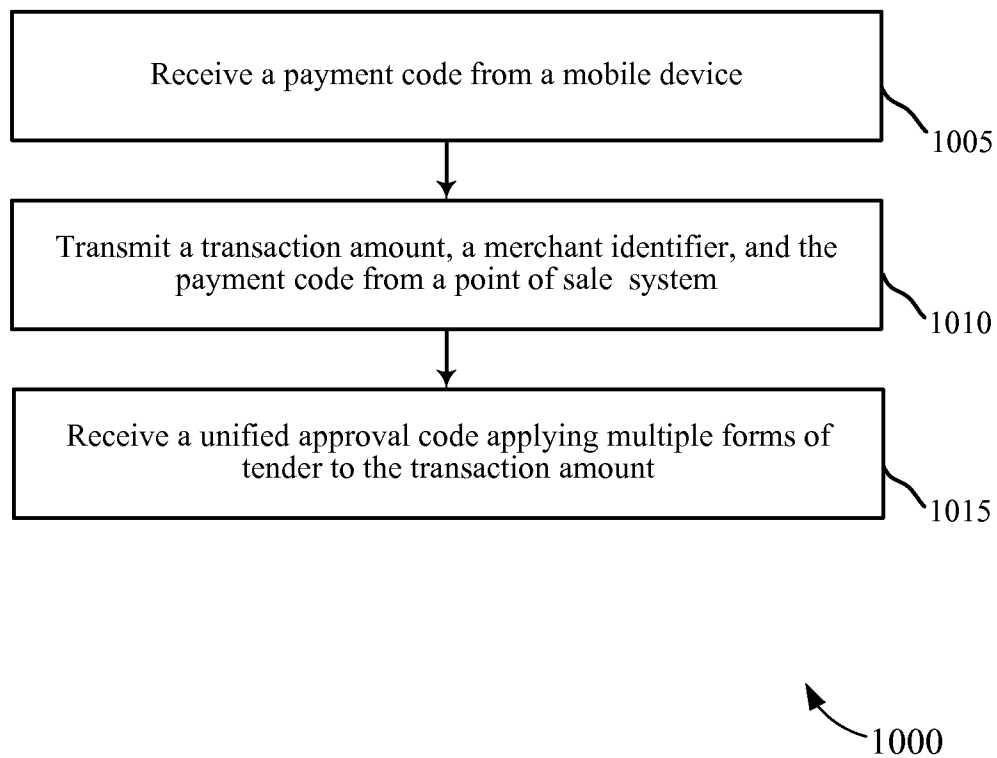 Receive a payment code from a mobile device
1005
Transmit a transaction amount, a merchant identifier, and the
payment code from a point of sale system
1010
Receive a unified approval code applying multiple forms of
tender to the transaction amount
1015
1000